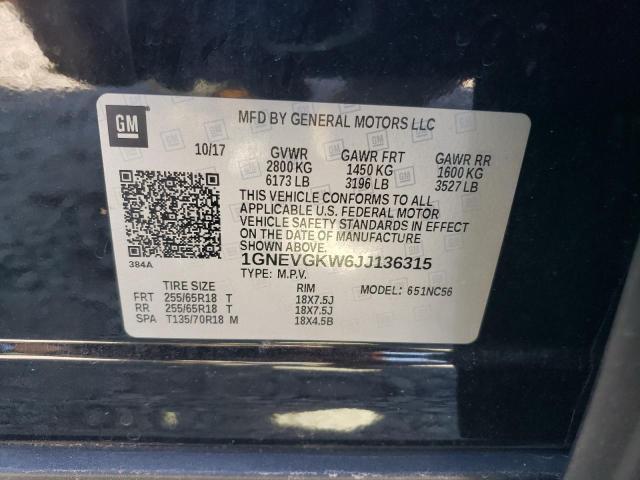 GM
MFD BY GENERAL MOTORS LLC
10/17 GVWR GAWR FRT GAWR RR
2800 KG 1450 KG 1600 KG
6173 LB 3196 LB 3527 LB
THIS VEHICLE CONFORMS TO ALL
APPLICABLE U.S. FEDERAL MOTOR
VEHICLE SAFETY STANDARDS IN EFFECT
ON THE DATE OF MANUFACTURE
SHOWN ABOVE.
384A 1GNEVGKW6JJ136315
TYPE: M.P.V. MODEL: 651NC56
TIRE SIZE RIM
FRT 255/65R18 T 18X7.5J
RR 255/65R18 T 18X7.5J
SPA T135/70R18 M 18X4.5B